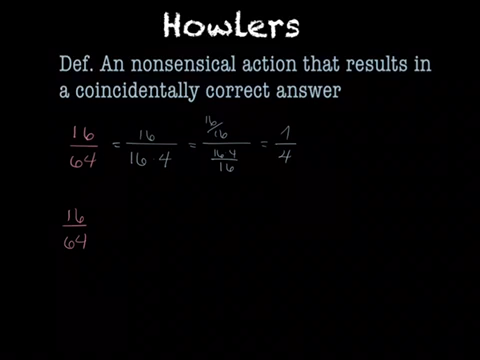 Howlers
Def. An nonsensical action that results in
a coincidentally correct answer
16/64 = 16/(16 · 4) = (16/16)/((16·4)/16) = 1/4
16/64